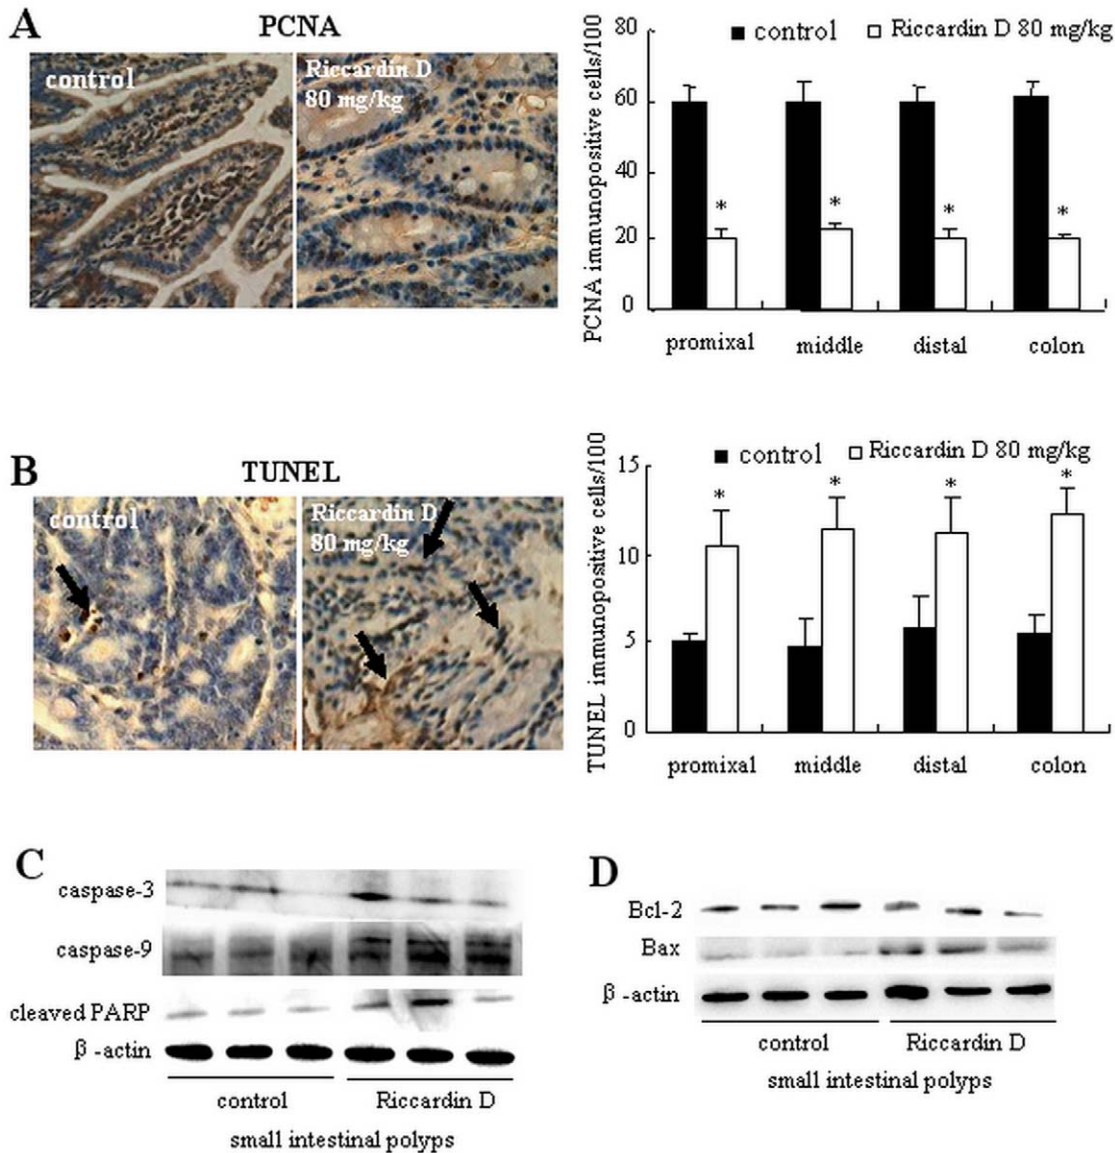 A
PCNA
control
Riccardin D
80 mg/kg
PCNA immunopositive cells/100
80
60
40
20
0
control
Riccardin D 80 mg/kg
*
*
*
*
promixal
middle
distal
colon
B
TUNEL
control
Riccardin D
80 mg/kg
TUNEL immunopositive cells/100
15
10
5
0
control
Riccardin D 80 mg/kg
*
*
*
*
promixal
middle
distal
colon
C
caspase-3
caspase-9
cleaved PARP
β -actin
control
Riccardin D
small intestinal polyps
D
Bcl-2
Bax
β -actin
control
Riccardin D
small intestinal polyps